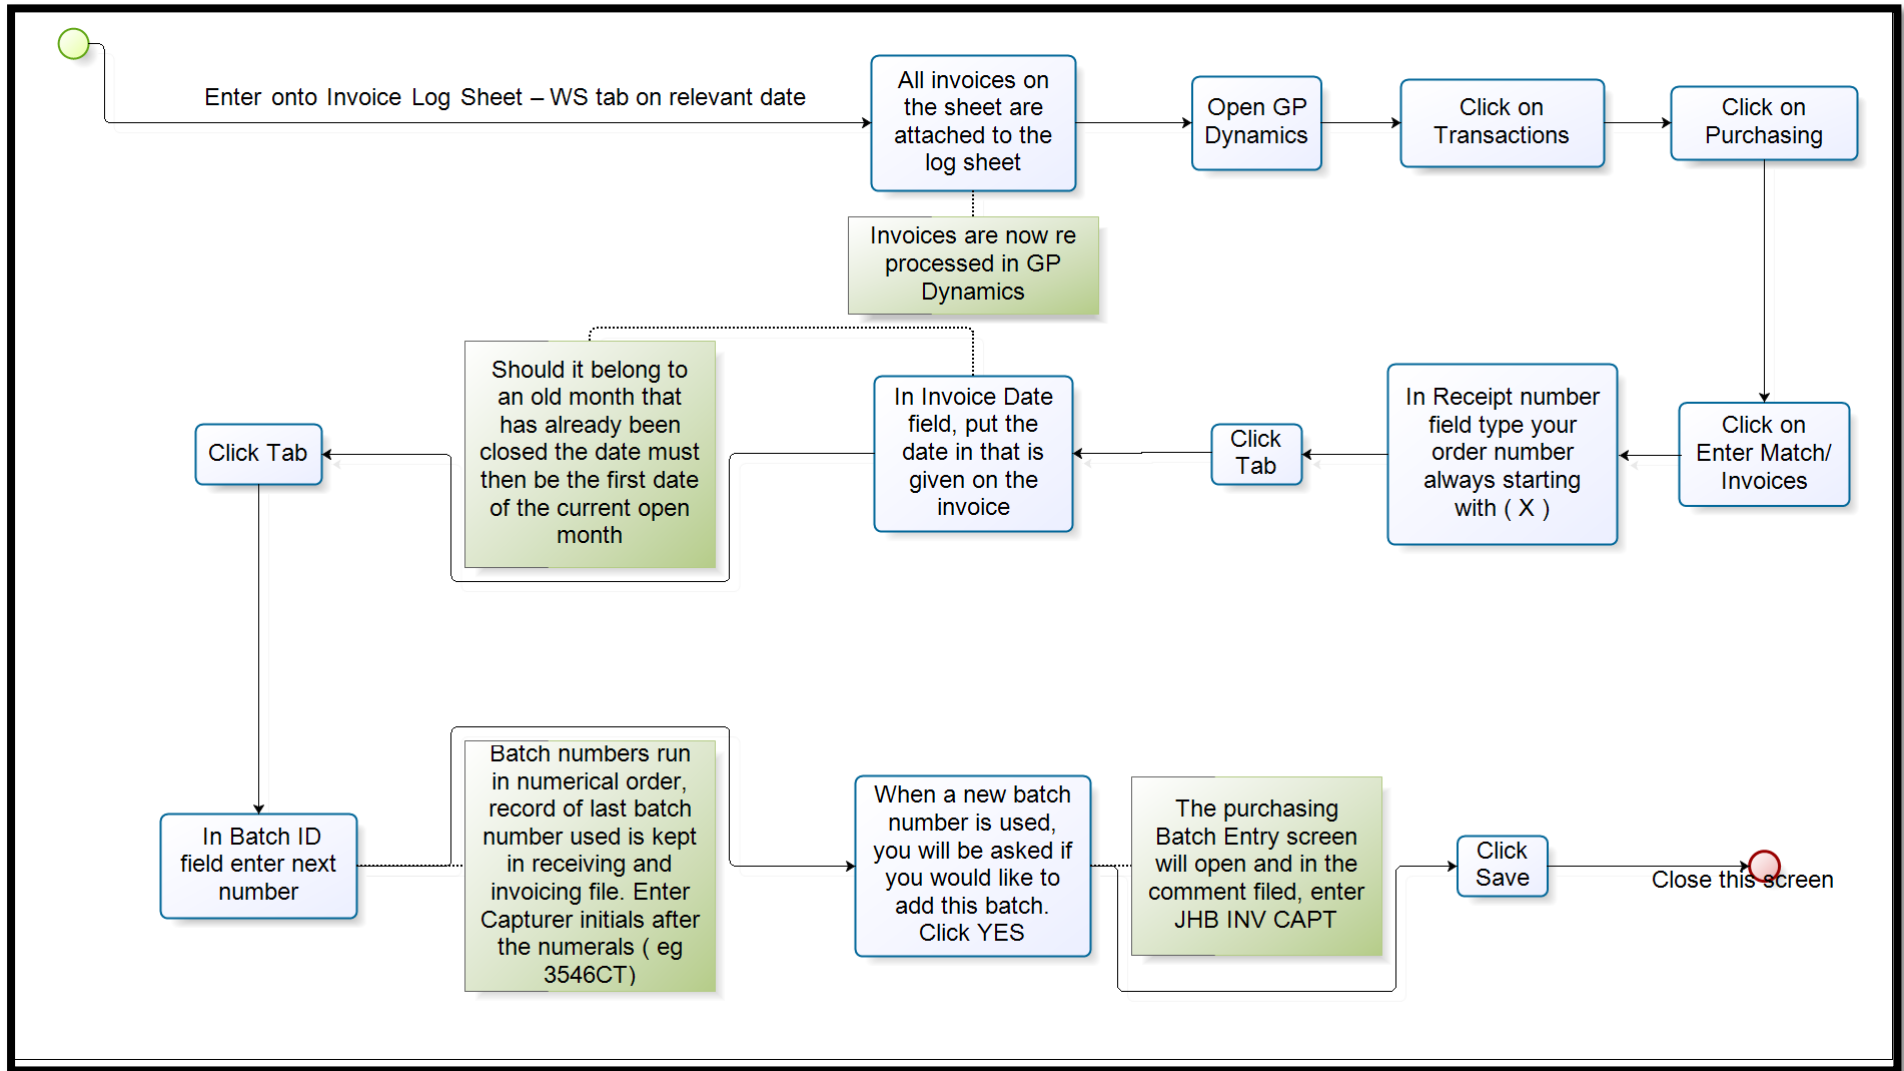 Enter onto Invoice Log Sheet – WS tab on relevant date
All invoices on
the sheet are
attached to the
log sheet
Open GP
Dynamics
Click on
Transactions
Click on
Purchasing
Invoices are now re
processed in GP
Dynamics
Click on
Enter Match/
Invoices
In Receipt number
field type your
order number
always starting
with ( X )
Click
Tab
In Invoice Date
field, put the
date in that is
given on the
invoice
Should it belong to
an old month that
has already been
closed the date must
then be the first date
of the current open
month
Click Tab
In Batch ID
field enter next
number
Batch numbers run
in numerical order,
record of last batch
number used is kept
in receiving and
invoicing file. Enter
Capturer initials after
the numerals ( eg
3546CT)
When a new batch
number is used,
you will be asked if
you would like to
add this batch.
Click YES
The purchasing
Batch Entry screen
will open and in the
comment filed, enter
JHB INV CAPT
Click
Save
Close this screen